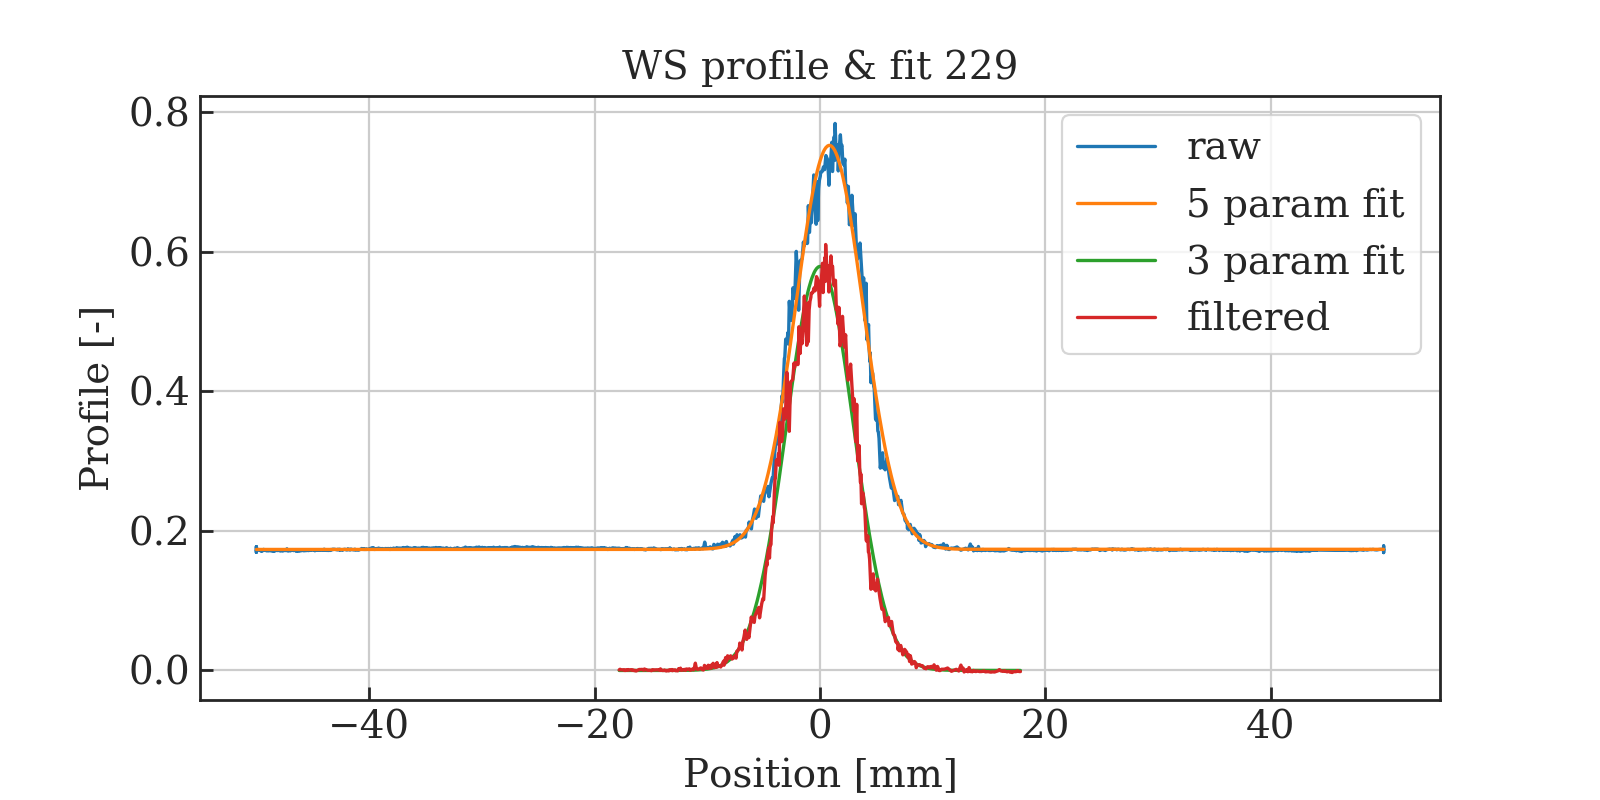 WS profile & fit 229
0.8
0.6
0.4
0.2
0.0
Profile [-]
raw
5 param fit
3 param fit
filtered
−40
−20
0
20
40
Position [mm]